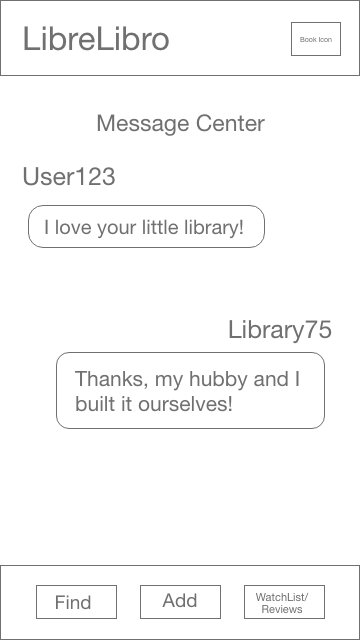 LibreLibro
Book Icon
Message Center
User123
I love your little library!
Library75
Thanks, my hubby and I
built it ourselves!
Find
Add
WatchList/
Reviews